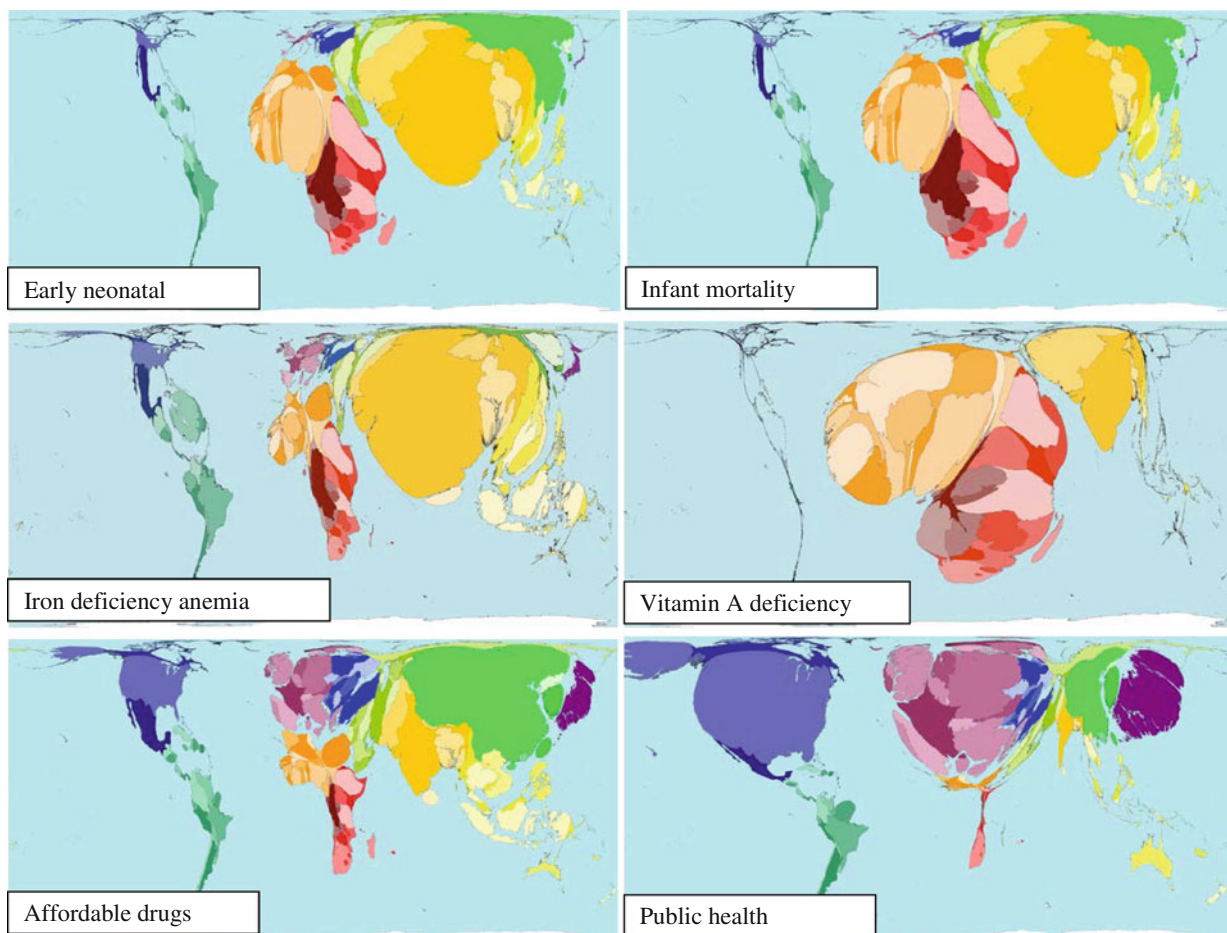 Early neonatal
Infant mortality
Iron deficiency anemia
Vitamin A deficiency
Affordable drugs
Public health